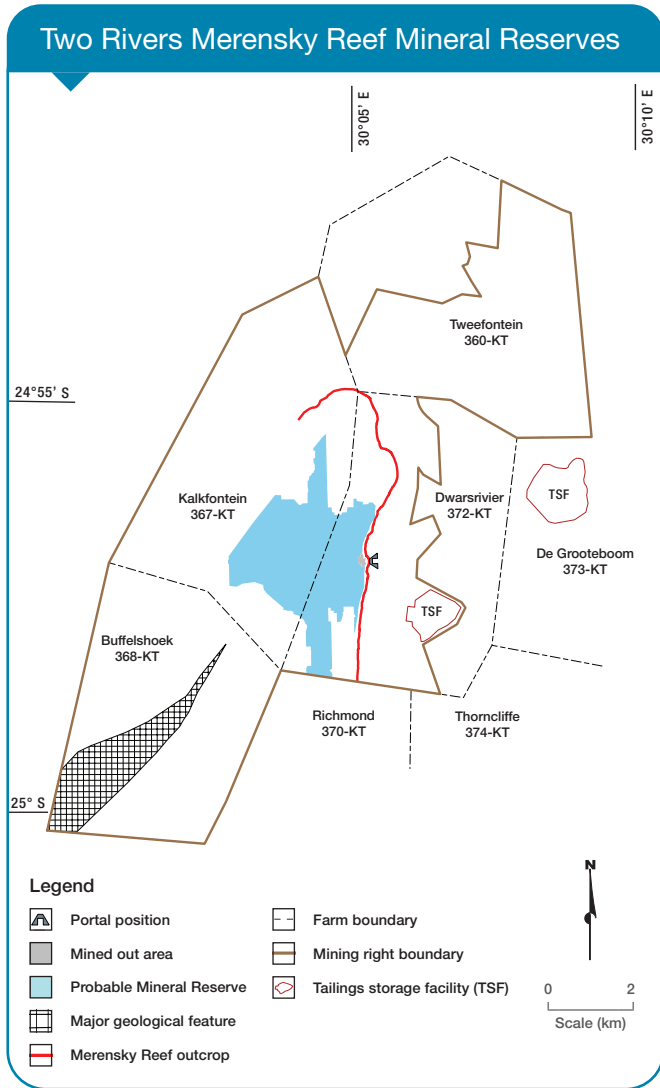 Two Rivers Merensky Reef Mineral Reserves
30°05' E
30°10' E
Tweefontein
360-KT
24°55' S
Kalkfontein
367-KT
Dwarsrivier
372-KT
TSF
De Grooteboom
373-KT
TSF
Buffelshoek
368-KT
Richmond
370-KT
Thorncliffe
374-KT
25° S
Legend
Portal position
Mined out area
Probable Mineral Reserve
Major geological feature
Merensky Reef outcrop
Farm boundary
Mining right boundary
Tailings storage facility (TSF)
N
0 2
Scale (km)